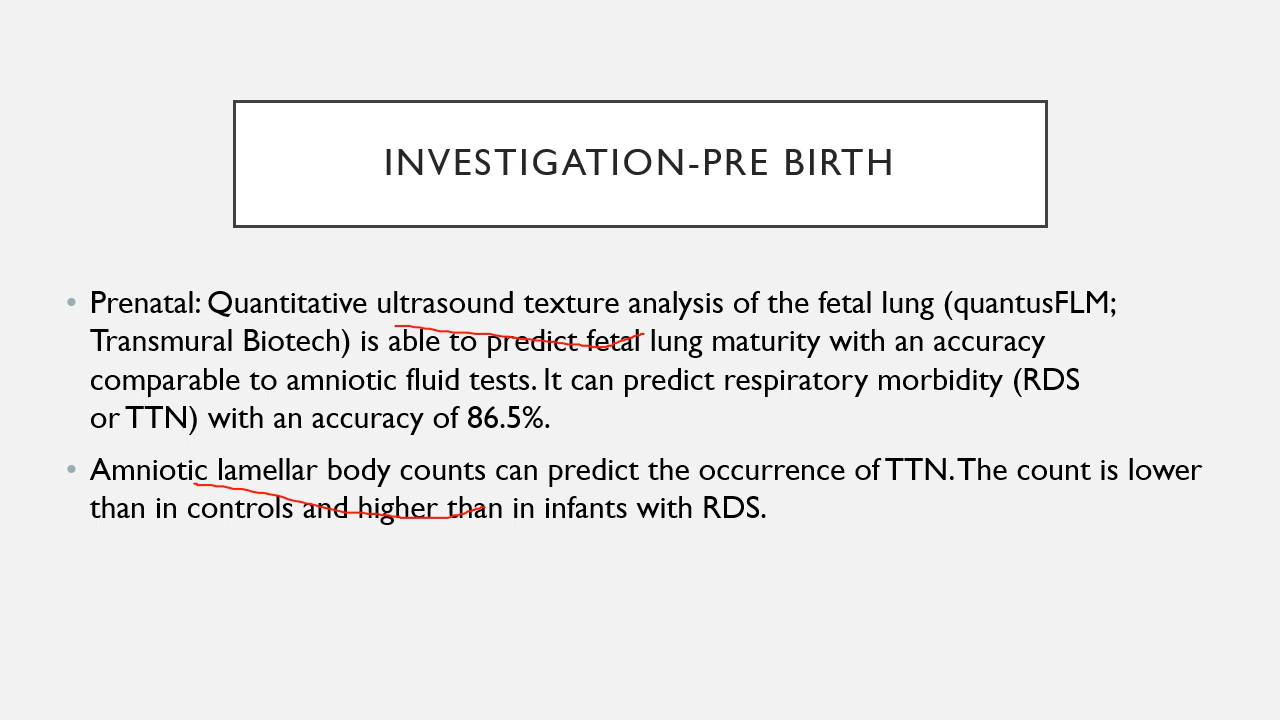 INVESTIGATION-PRE BIRTH
• Prenatal: Quantitative ultrasound texture analysis of the fetal lung (quantusFLM;
Transmural Biotech) is able to predict fetal lung maturity with an accuracy
comparable to amniotic fluid tests. It can predict respiratory morbidity (RDS
or TTN) with an accuracy of 86.5%.
• Amniotic lamellar body counts can predict the occurrence of TTN. The count is lower
than in controls and higher than in infants with RDS.